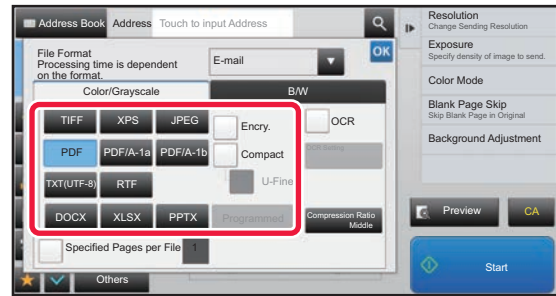 Address Book
Address
Touch to input Address
File Format
Processing time is dependent
on the format.
E-mail
OK
Color/Grayscale
B/W
TIFF
XPS
JPEG
Encry.
OCR
PDF
PDF/A-1a
PDF/A-1b
Compact
OCR Setting
TXT(UTF-8)
RTF
U-Fine
DOCX
XLSX
PPTX
Programmed
Compression Ratio
Middle
Specified Pages per File
1
Others
Resolution
Change Sending Resolution
Exposure
Specify density of image to send.
Color Mode
Blank Page Skip
Skip Blank Page in Original
Background Adjustment
Preview
CA
Start